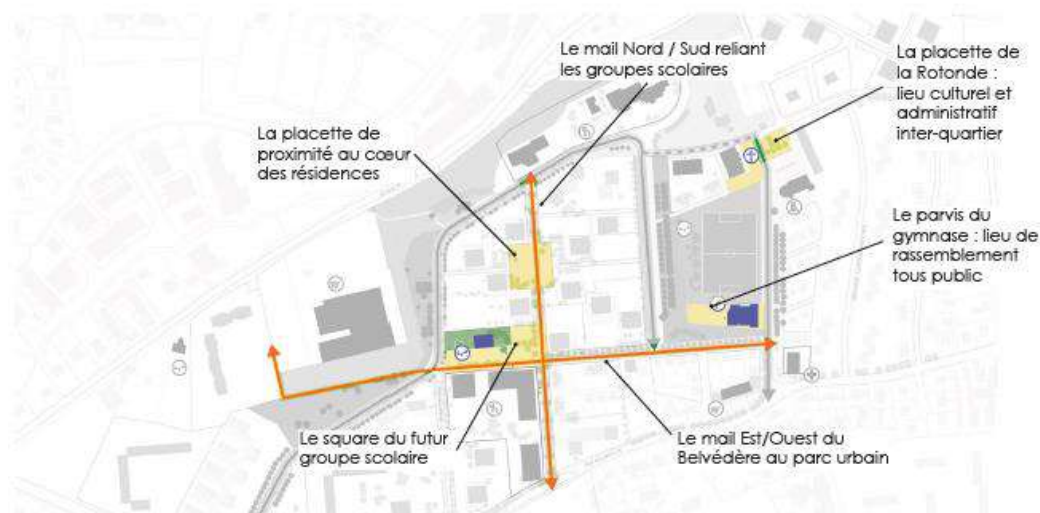 Le mail Nord / Sud reliant
les groupes scolaires
La placette de
la Rotonde :
lieu culturel et
administratif
inter-quartier
La placette de
proximité au cœur
des résidences
Le parvis du
gymnase : lieu de
rassemblement
tous public
Le square du futur
groupe scolaire
Le mail Est/Ouest du
Belvédère au parc urbain